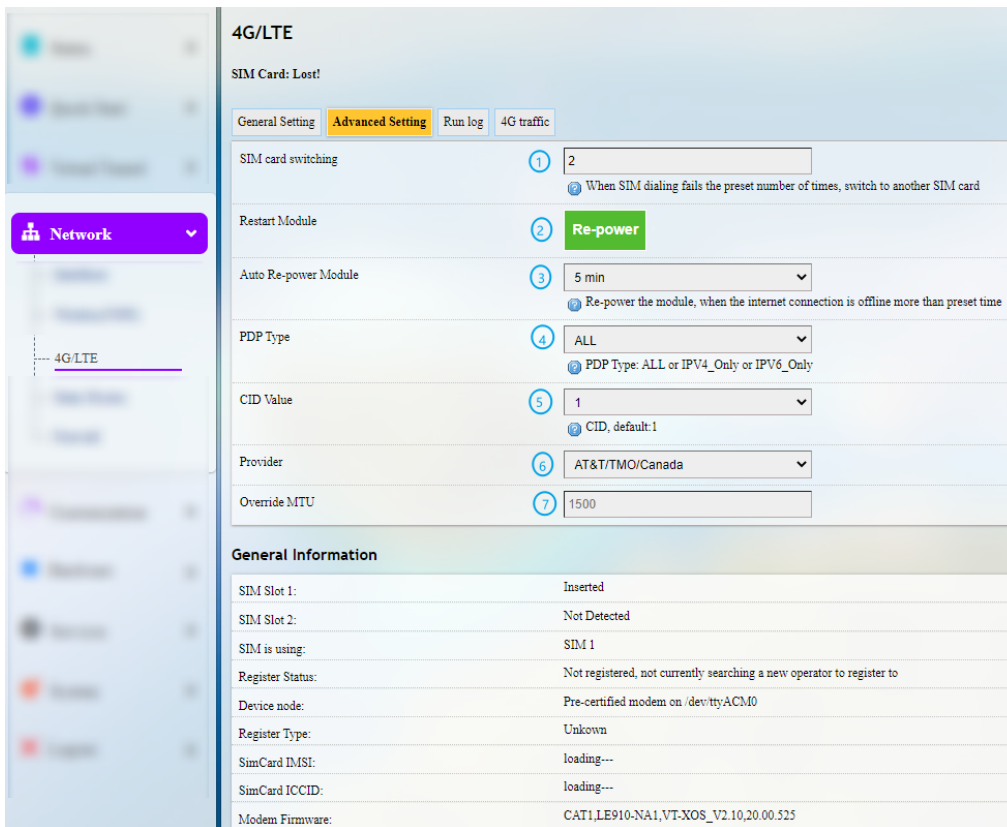 4G/LTE
SIM Card: Lost!
General Setting Advanced Setting Run log 4G traffic
SIM card switching 1 2
When SIM dialing fails the preset number of times, switch to another SIM card
Restart Module 2 Re-power
Auto Re-power Module 3 5 min
Re-power the module, when the internet connection is offline more than preset time
PDP Type 4 ALL
PDP Type: ALL or IPV4_Only or IPV6_Only
CID Value 5 1
CID, default:1
Provider 6 AT&T/TMO/Canada
Override MTU 7 1500
Network
4G/LTE
General Information
SIM Slot 1: Inserted
SIM Slot 2: Not Detected
SIM is using: SIM 1
Register Status: Not registered, not currently searching a new operator to register to
Device node: Pre-certified modem on /dev/ttyACM0
Register Type: Unkown
SimCard IMSI: loading---
SimCard ICCID: loading---
Modem Firmware: CAT1,LE910-NA1,VT-XOS_V2.10,20.00.525